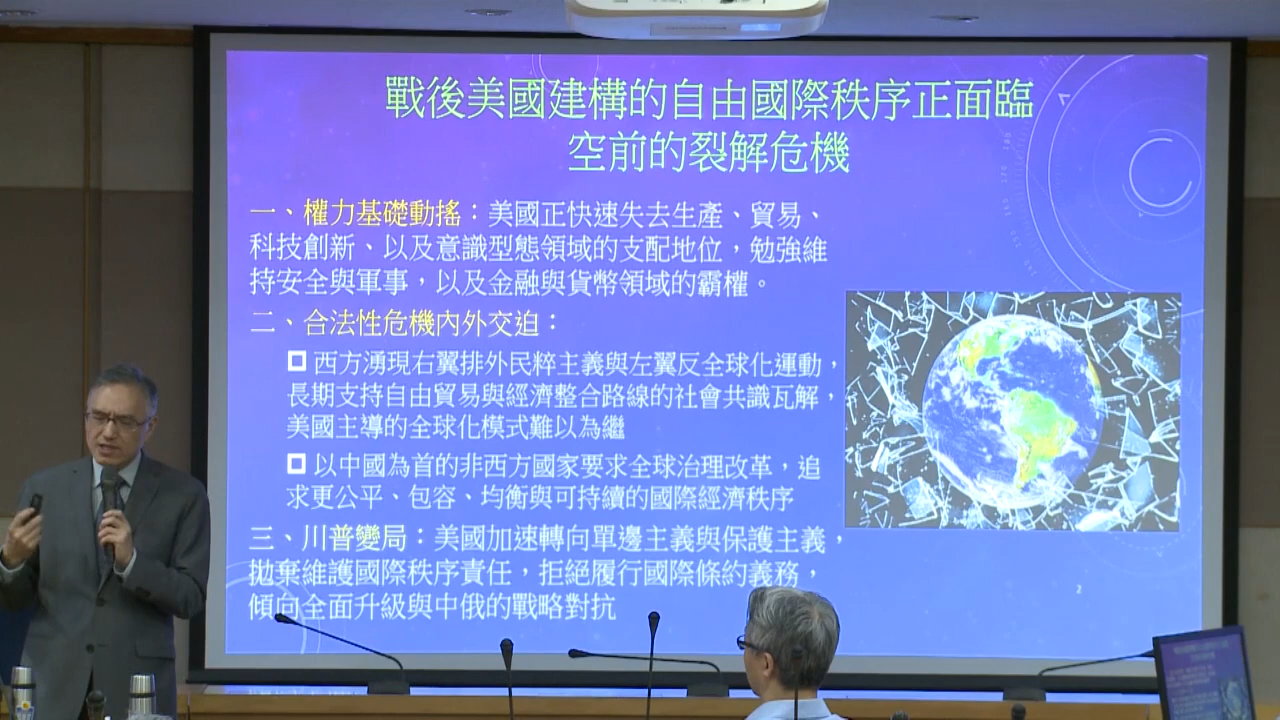 戰後美國建構的自由國際秩序正面臨
空前的裂解危機
一、權力基礎動搖：美國正快速失去生產、貿易、
科技創新、以及意識型態領域的支配地位，勉強維
持安全與軍事，以及金融與貨幣領域的霸權。
二、合法性危機內外交迫：
西方湧現右翼排外民粹主義與左翼反全球化運動，
長期支持自由貿易與經濟整合路線的社會共識瓦解，
美國主導的全球化模式難以為繼
以中國為首的非西方國家要求全球治理改革，追
求更公平、包容、均衡與可持續的國際經濟秩序
三、川普變局：美國加速轉向單邊主義與保護主義，
拋棄維護國際秩序責任，拒絕履行國際條約義務，
傾向全面升級與中俄的戰略對抗
2